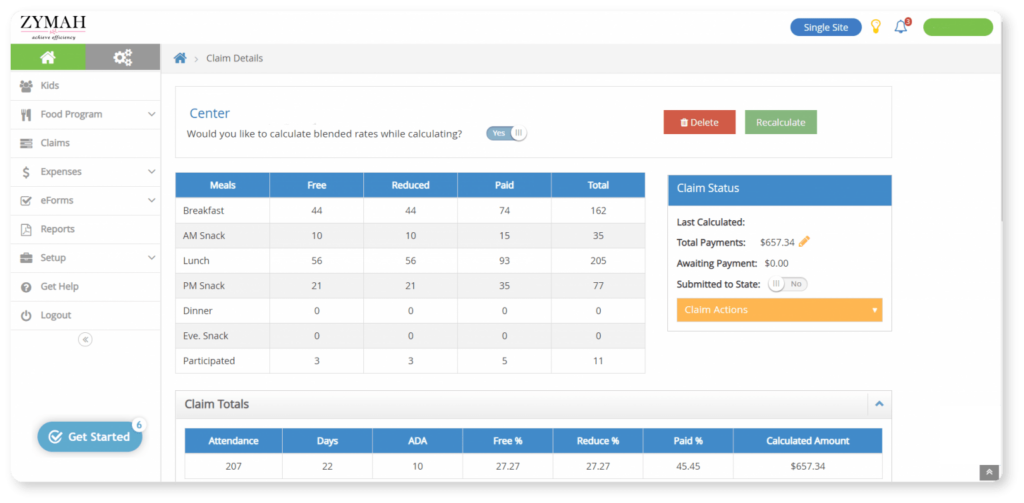 ZYMAH
achieve efficiency
Single Site
3
Claim Details
Kids
Food Program
Claims
Expenses
eForms
Reports
Setup
Get Help
Logout
Get Started
6
Center
Would you like to calculate blended rates while calculating? Yes
Delete Recalculate
Meals Free Reduced Paid Total
Breakfast 44 44 74 162
AM Snack 10 10 15 35
Lunch 56 56 93 205
PM Snack 21 21 35 77
Dinner 0 0 0 0
Eve. Snack 0 0 0 0
Participated 3 3 5 11
Claim Status
Last Calculated:
Total Payments: $657.34
Awaiting Payment: $0.00
Submitted to State: No
Claim Actions
Claim Totals
Attendance Days ADA Free % Reduce % Paid % Calculated Amount
207 22 10 27.27 27.27 45.45 $657.34